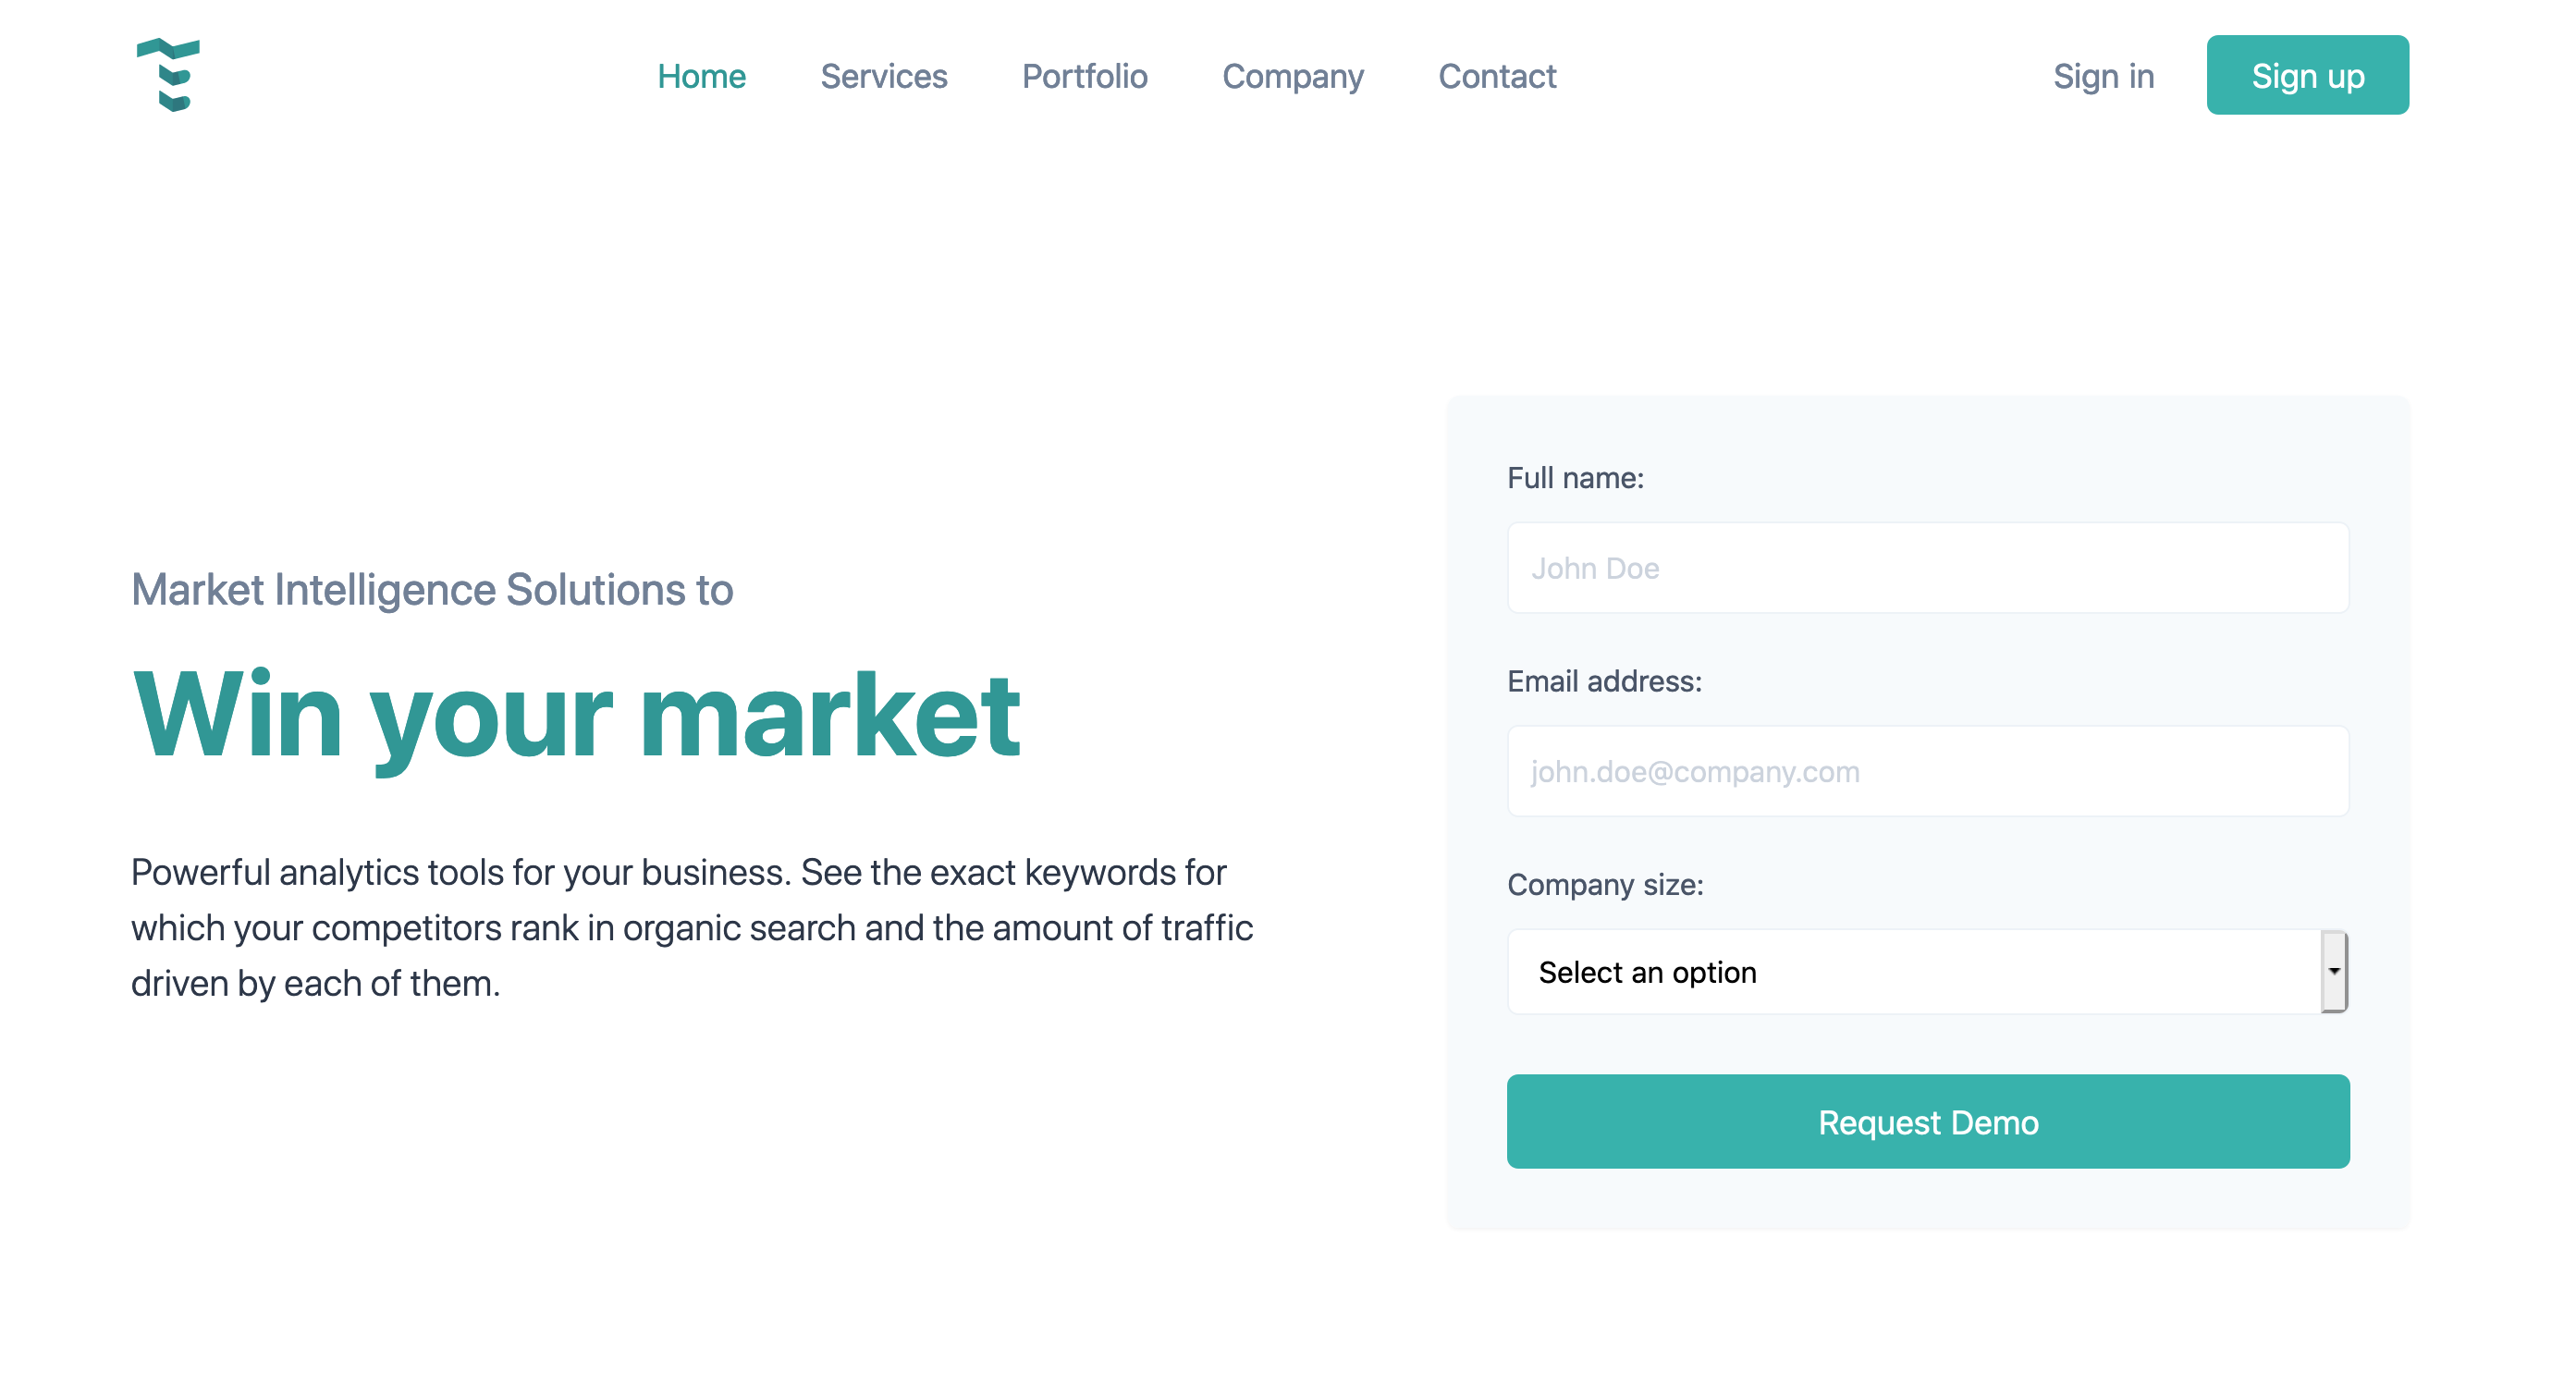 Home
Services
Portfolio
Company
Contact
Sign in
Sign up
Market Intelligence Solutions to
Win your market
Powerful analytics tools for your business. See the exact keywords for
which your competitors rank in organic search and the amount of traffic
driven by each of them.
Full name:
John Doe
Email address:
john.doe@company.com
Company size:
Select an option
Request Demo